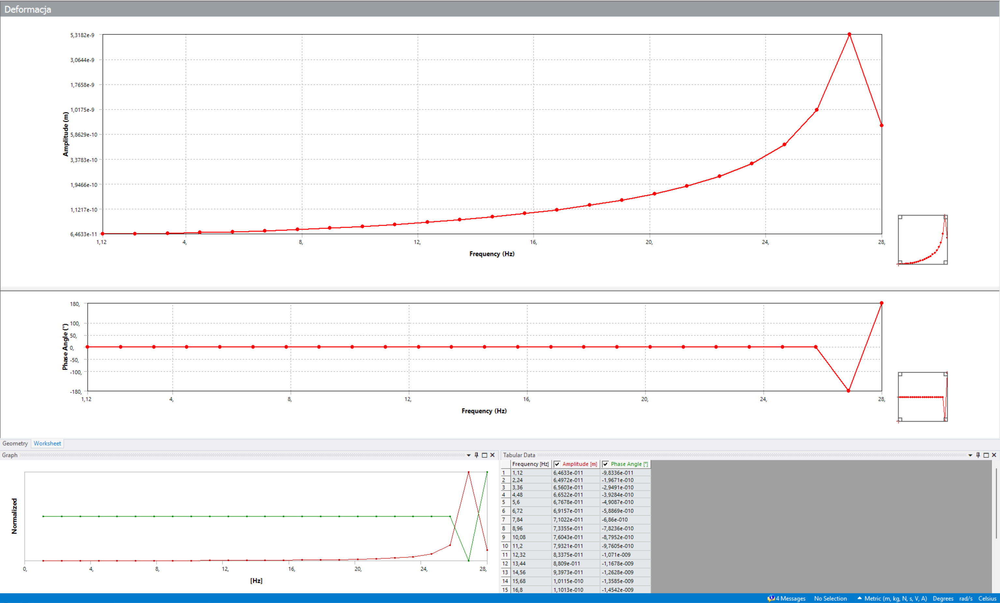 Deformacja
5,3182e-9
3,0644e-9
1,7658e-9
1,0175e-9
5,8629e-10
3,3783e-10
1,9466e-10
1,1217e-10
6,4633e-11
Amplitude (m)
1,12 4, 8, 12, 16, 20, 24, 28,
Frequency (Hz)
180,
100,
50,
0,
-50,
-100,
-180,
Phase Angle (°)
1,12 4, 8, 12, 16, 20, 24, 28,
Frequency (Hz)
Geometry Worksheet
Graph
Normalized
0, 4, 8, 12, 16, 20, 24, 28,
[Hz]
Tabular Data
Frequency [Hz] Amplitude [m] Phase Angle [°]
1 1,12 6,4633e-011 -9,8336e-011
2 2,24 6,4972e-011 -1,9671e-010
3 3,36 6,5603e-011 -2,9491e-010
4 4,48 6,6522e-011 -3,9284e-010
5 5,6 6,7678e-011 -4,9087e-010
6 6,72 6,9157e-011 -5,8869e-010
7 7,84 7,1022e-011 -6,86e-010
8 8,96 7,3355e-011 -7,8236e-010
9 10,08 7,6043e-011 -8,7952e-010
10 11,2 7,9321e-011 -9,7605e-010
11 12,32 8,3375e-011 -1,071e-009
12 13,44 8,809e-011 -1,1678e-009
13 14,56 9,3973e-011 -1,2628e-009
14 15,68 1,0115e-010 -1,3585e-009
15 16,8 1,1013e-010 -1,4542e-009
4 Messages No Selection Metric (m, kg, N, s, V, A) Degrees rad/s Celsius